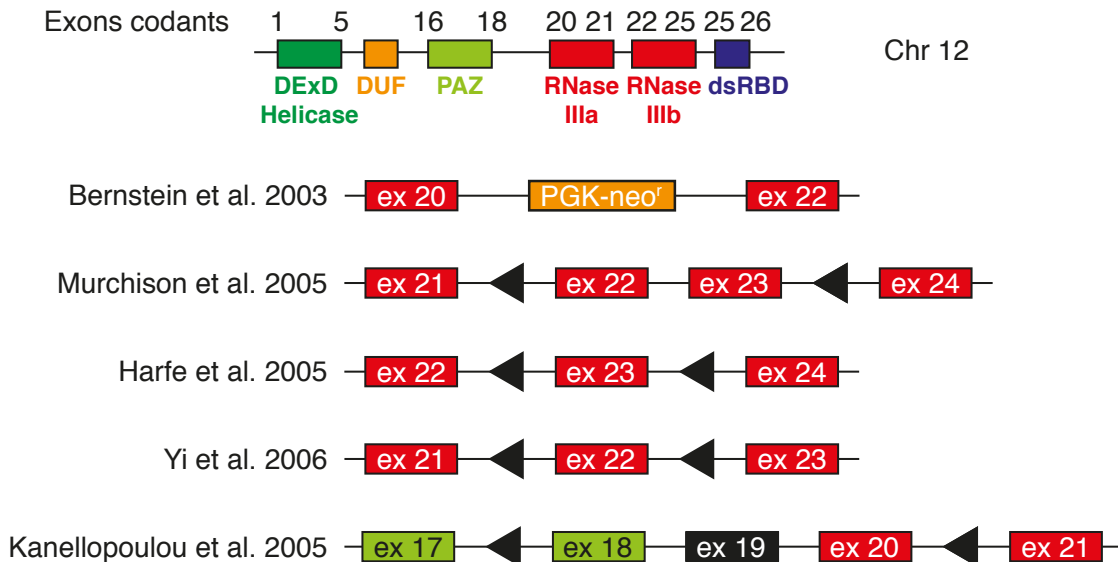 Exons codants 1 5 16 18 20 21 22 25 25 26
Chr 12
DExD DUF PAZ RNase RNase dsRBD
Helicase IIIa IIIb
Bernstein et al. 2003 ex 20 PGK-neoʳ ex 22
Murchison et al. 2005 ex 21 ex 22 ex 23 ex 24
Harfe et al. 2005 ex 22 ex 23 ex 24
Yi et al. 2006 ex 21 ex 22 ex 23
Kanellopoulou et al. 2005 ex 17 ex 18 ex 19 ex 20 ex 21